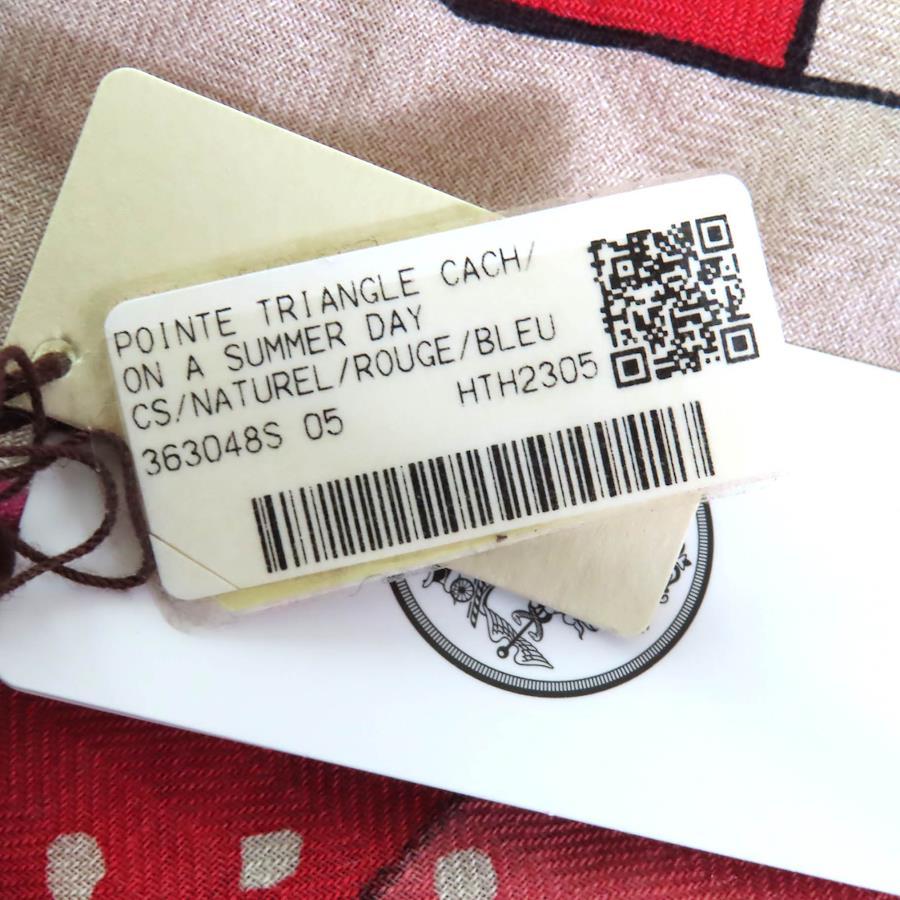 POINTE TRIANGLE CACH/
ON A SUMMER DAY
CS/NATUREL/ROUGE/BLEU
363048S 05 HTH2305